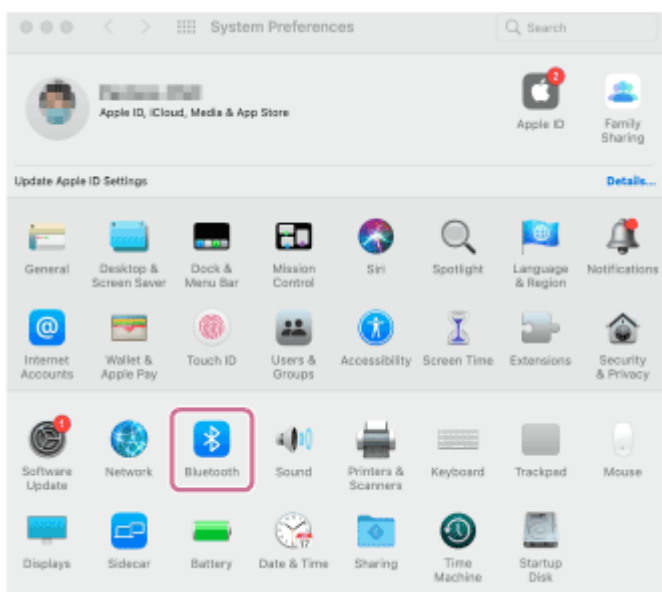 System Preferences
Search
Apple ID, iCloud, Media & App Store
2
Apple ID
Family
Sharing
Update Apple ID Settings
Details...
General
Desktop &
Screen Saver
Dock &
Menu Bar
Mission
Control
Siri
Spotlight
Language
& Region
Notifications
Internet
Accounts
Wallet &
Apple Pay
Touch ID
Users &
Groups
Accessibility
Screen Time
Extensions
Security
& Privacy
1
Software
Update
Network
Bluetooth
Sound
Printers &
Scanners
Keyboard
Trackpad
Mouse
Displays
Sidecar
Battery
17
Date & Time
Sharing
Time
Machine
Startup
Disk